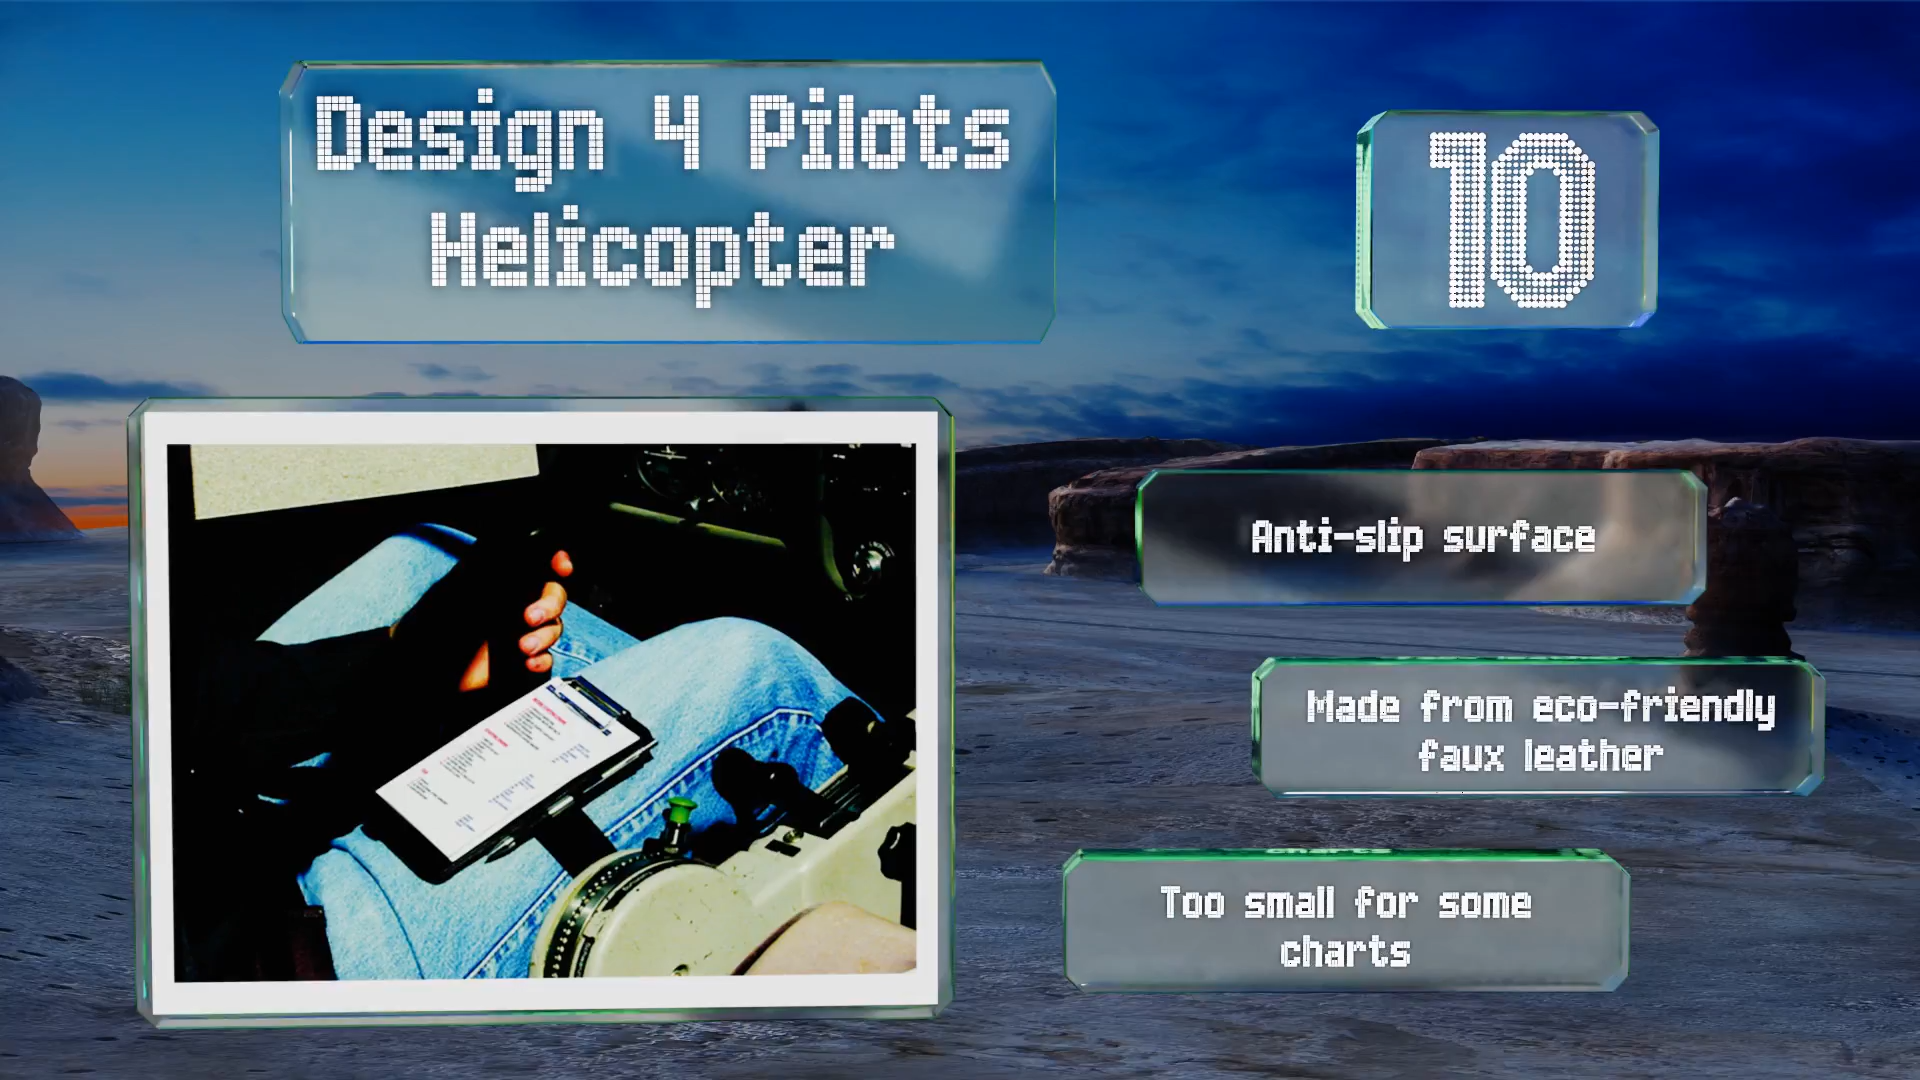 Design 4 Pilots
Helicopter
10
Anti-slip surface
Made from eco-friendly
faux leather
Too small for some
charts